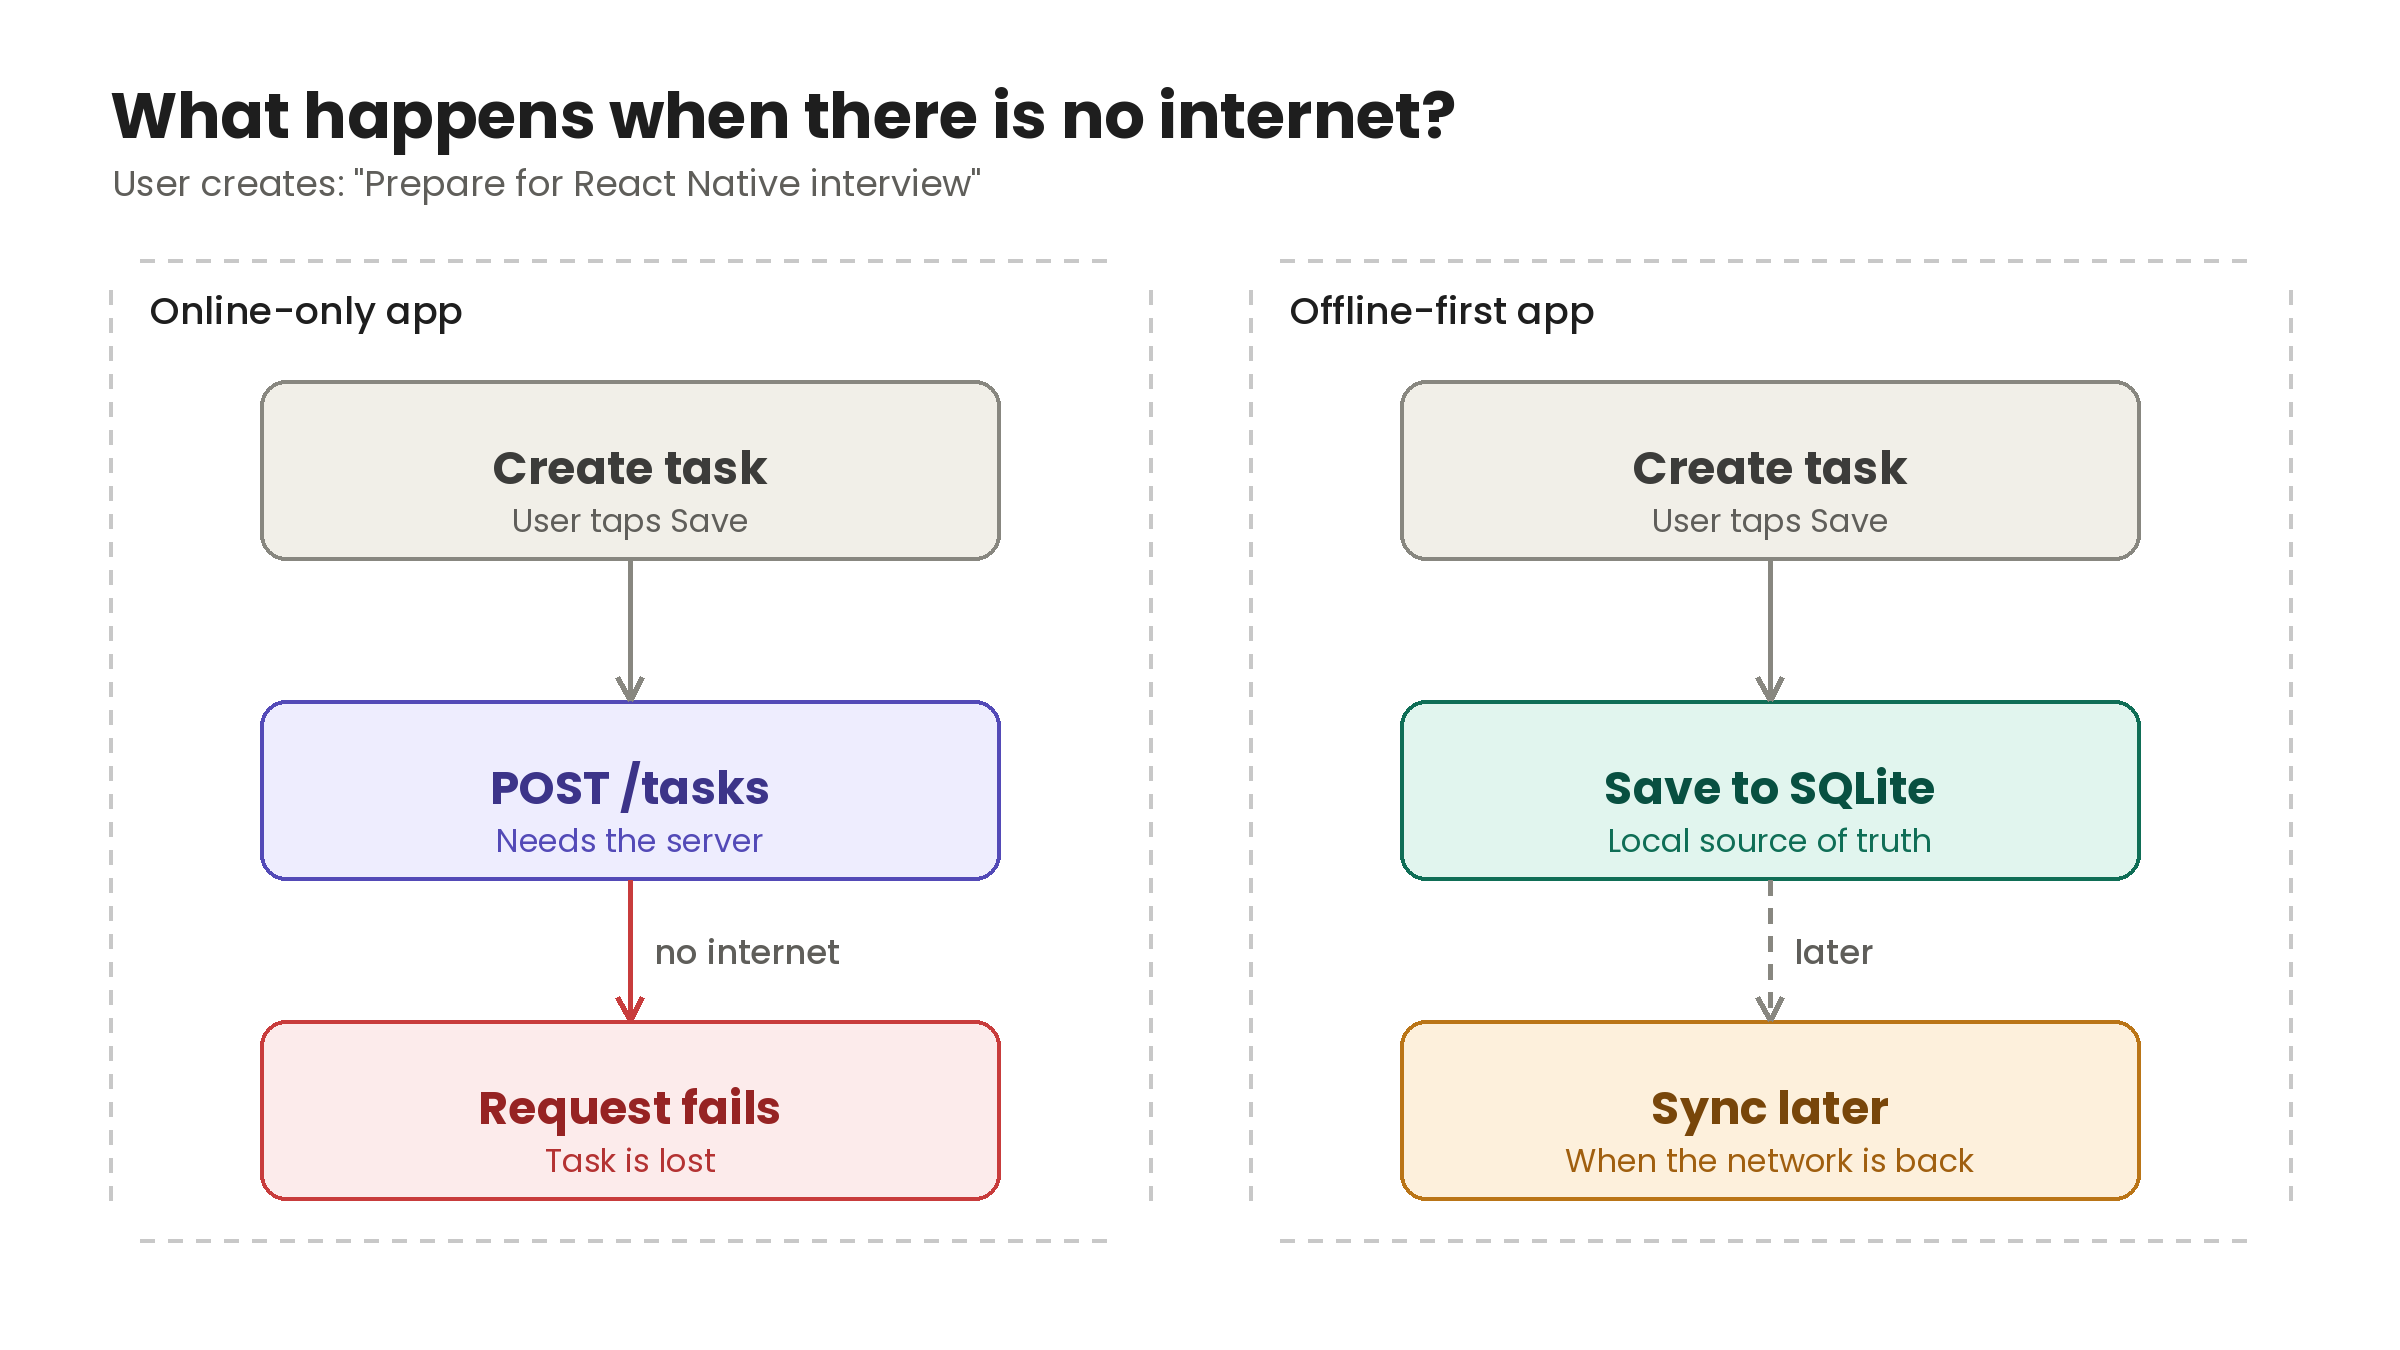 What happens when there is no internet?
User creates: "Prepare for React Native interview"
Online-only app
Create task
User taps Save
POST /tasks
Needs the server
no internet
Request fails
Task is lost
Offline-first app
Create task
User taps Save
Save to SQLite
Local source of truth
later
Sync later
When the network is back